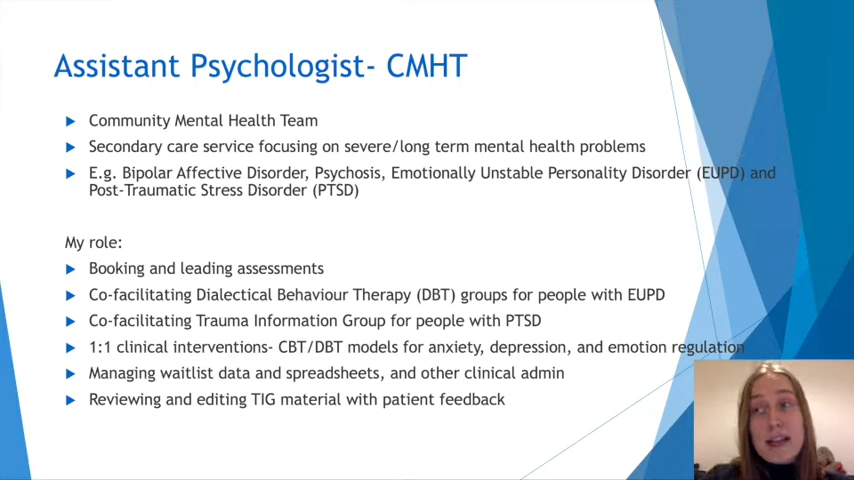 Assistant Psychologist- CMHT
Community Mental Health Team
Secondary care service focusing on severe/long term mental health problems
E.g. Bipolar Affective Disorder, Psychosis, Emotionally Unstable Personality Disorder (EUPD) and
Post-Traumatic Stress Disorder (PTSD)
My role:
Booking and leading assessments
Co-facilitating Dialectical Behaviour Therapy (DBT) groups for people with EUPD
Co-facilitating Trauma Information Group for people with PTSD
1:1 clinical interventions- CBT/DBT models for anxiety, depression, and emotion regulation
Managing waitlist data and spreadsheets, and other clinical admin
Reviewing and editing TIG material with patient feedback